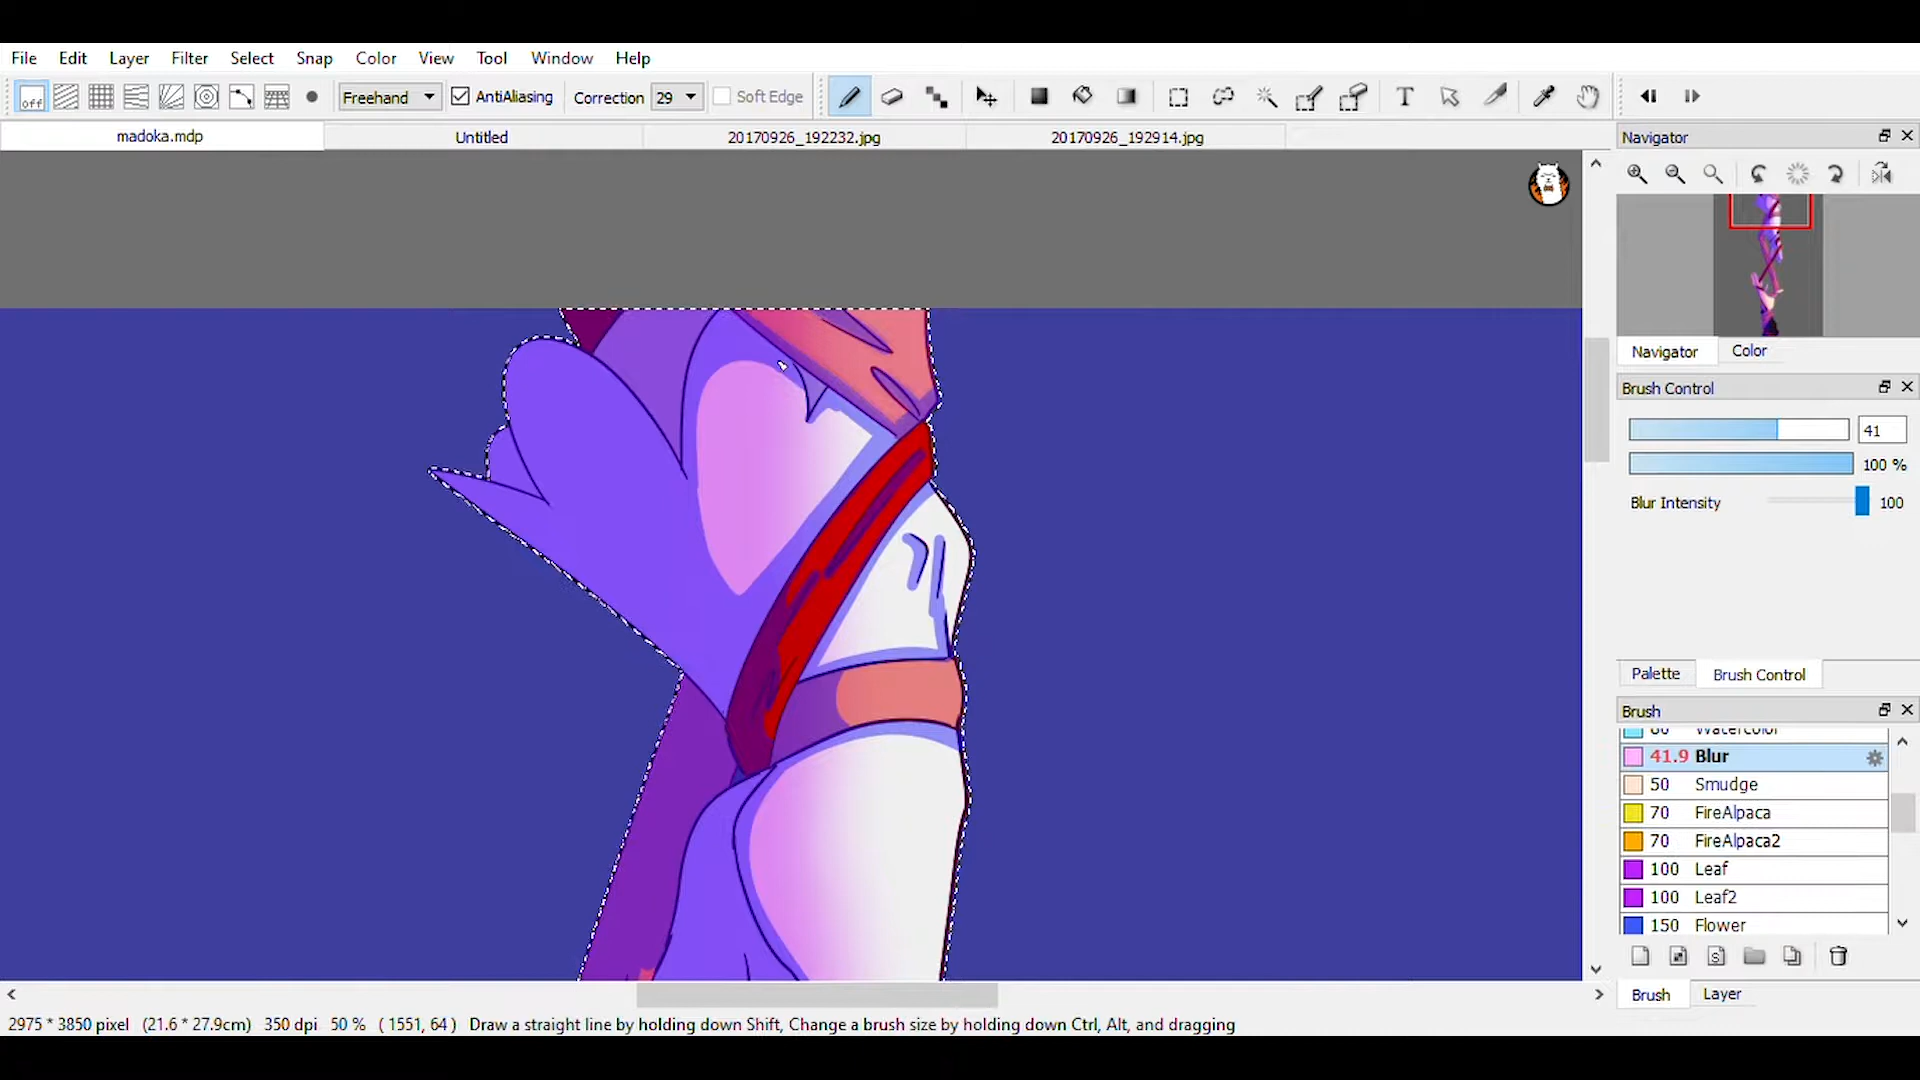 File Edit Layer Filter Select Snap Color View Tool Window Help
off Freehand AntiAliasing Correction 29 Soft Edge T
madoka.mdp Untitled 20170926_192232.jpg 20170926_192914.jpg
Navigator
Navigator Color
Brush Control
41
100 %
Blur Intensity 100
Palette Brush Control
Brush
80 Watercolor
41.9 Blur
50 Smudge
70 FireAlpaca
70 FireAlpaca2
100 Leaf
100 Leaf2
150 Flower
Brush Layer
2975 * 3850 pixel (21.6 * 27.9cm) 350 dpi 50 % ( 1551, 64 ) Draw a straight line by holding down Shift, Change a brush size by holding down Ctrl, Alt, and dragging